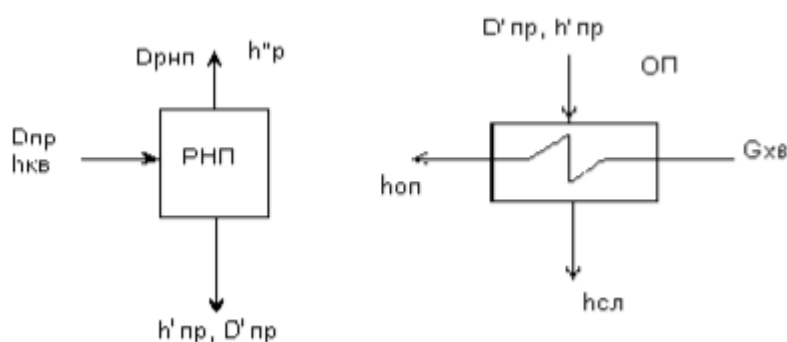 Dрнп
h"р
Dпр
hкв
РНП
h'пр, D'пр
D'пр, h'пр
ОП
hоп
Gхв
hсл